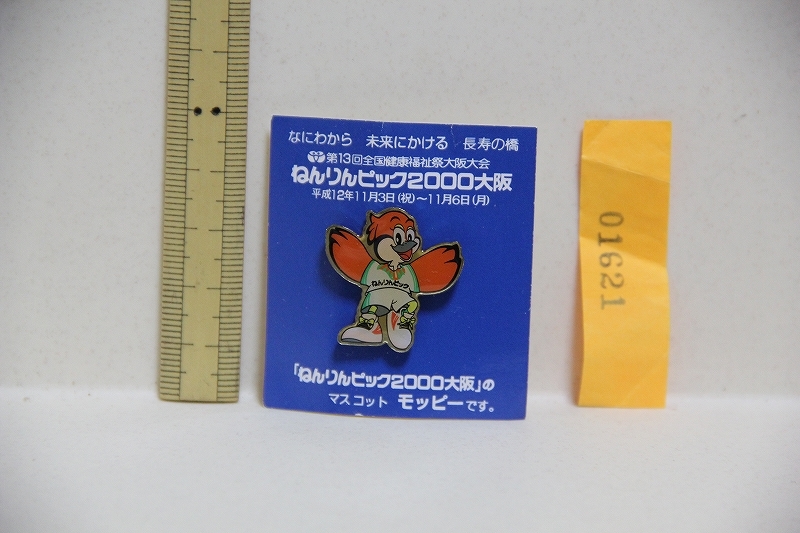 なにわから 未来にかける 長寿の橋
第13回全国健康福祉祭大阪大会
ねんりんピック2000大阪
平成12年11月3日(祝)～11月6日(月)
ねんりんピック
「ねんりんピック2000大阪」の
マスコット モッピーです。
01621